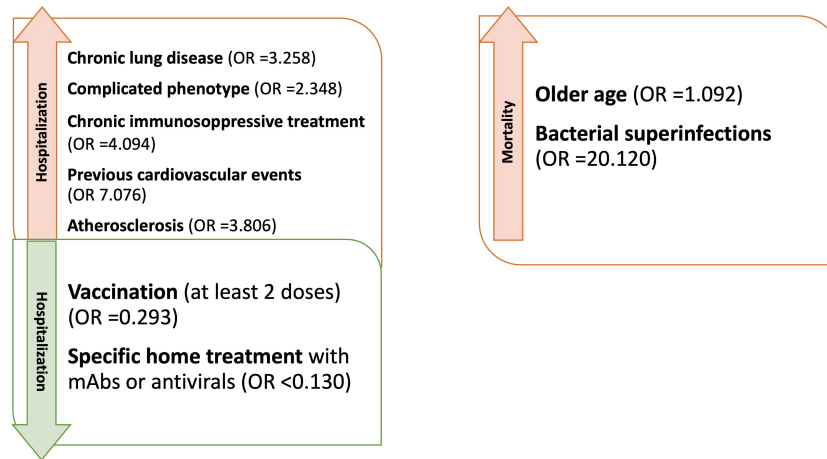 Hospitalization
Chronic lung disease (OR =3.258)
Complicated phenotype (OR =2.348)
Chronic immunosoppressive treatment
(OR =4.094)
Previous cardiovascular events
(OR 7.076)
Atherosclerosis (OR =3.806)
Hospitalization
Vaccination (at least 2 doses)
(OR =0.293)
Specific home treatment with
mAbs or antivirals (OR <0.130)
Mortality
Older age (OR =1.092)
Bacterial superinfections
(OR =20.120)